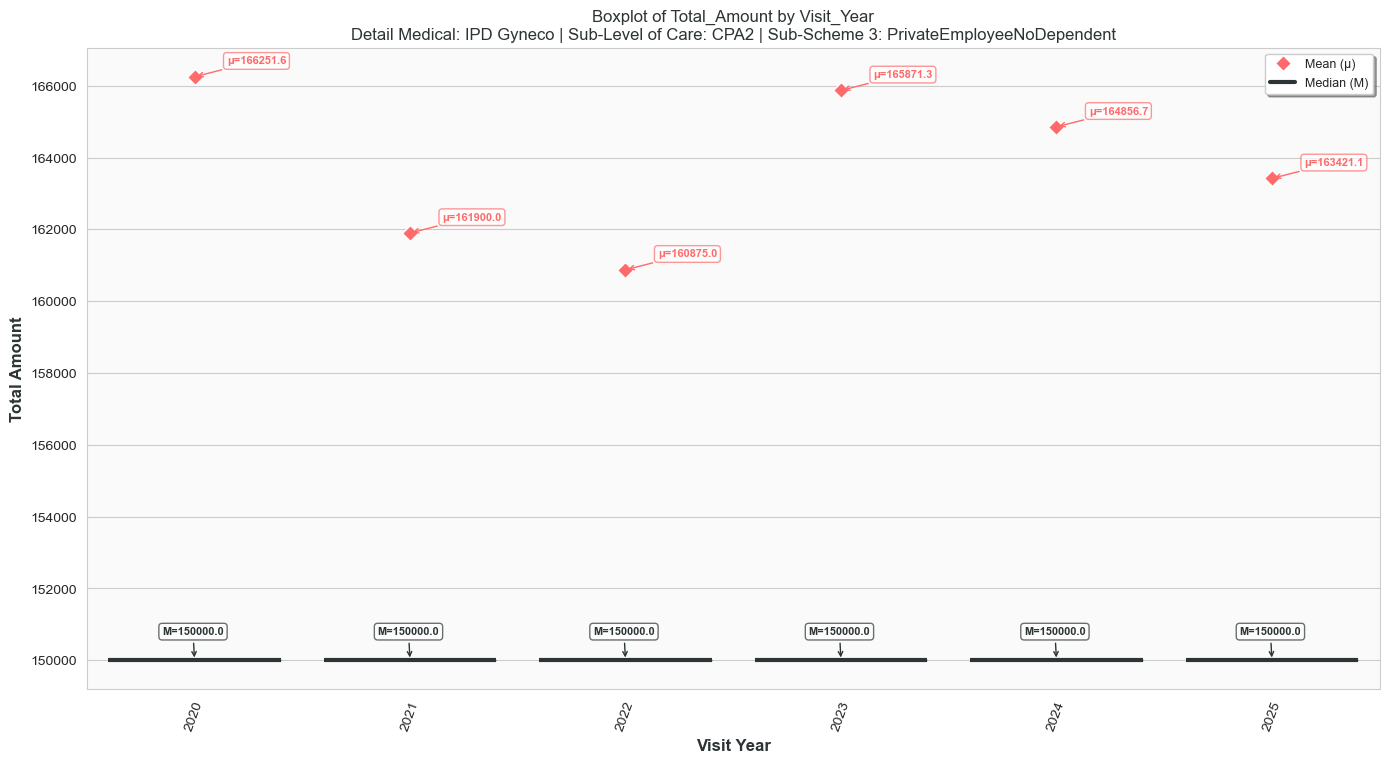 Boxplot of Total_Amount by Visit_Year
Detail Medical: IPD Gyneco | Sub-Level of Care: CPA2 | Sub-Scheme 3: PrivateEmployeeNoDependent
Mean (μ)
Median (M)
μ=166251.6
μ=161900.0
μ=160875.0
μ=165871.3
μ=164856.7
μ=163421.1
M=150000.0
M=150000.0
M=150000.0
M=150000.0
M=150000.0
M=150000.0
Total Amount
166000
164000
162000
160000
158000
156000
154000
152000
150000
2020
2021
2022
2023
2024
2025
Visit Year